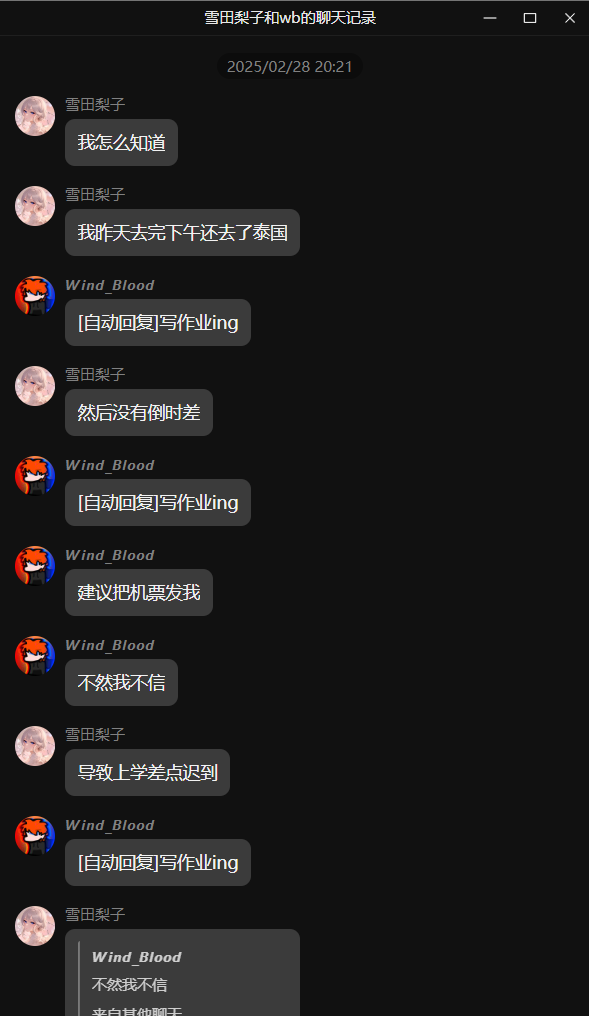 雪田梨子和wb的聊天记录
2025/02/28 20:21
雪田梨子
我怎么知道
雪田梨子
我昨天去完下午还去了泰国
Wind_Blood
[自动回复]写作业ing
雪田梨子
然后没有倒时差
Wind_Blood
[自动回复]写作业ing
Wind_Blood
建议把机票发我
Wind_Blood
不然我不信
雪田梨子
导致上学差点迟到
Wind_Blood
[自动回复]写作业ing
雪田梨子
Wind_Blood
不然我不信
来自其他聊天